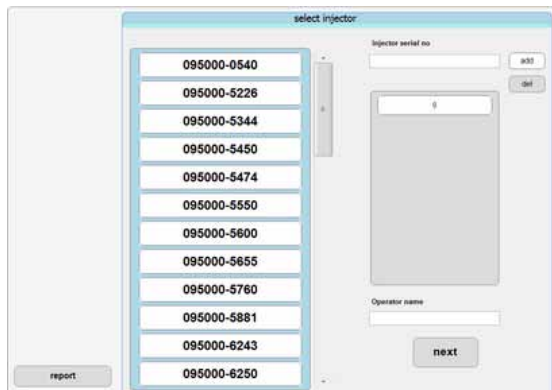 select injector
095000-0540
095000-5226
095000-5344
095000-5450
095000-5474
095000-5550
095000-5600
095000-5655
095000-5760
095000-5881
095000-6243
095000-6250
Injector serial no
add
del
0
Operator name
next
report